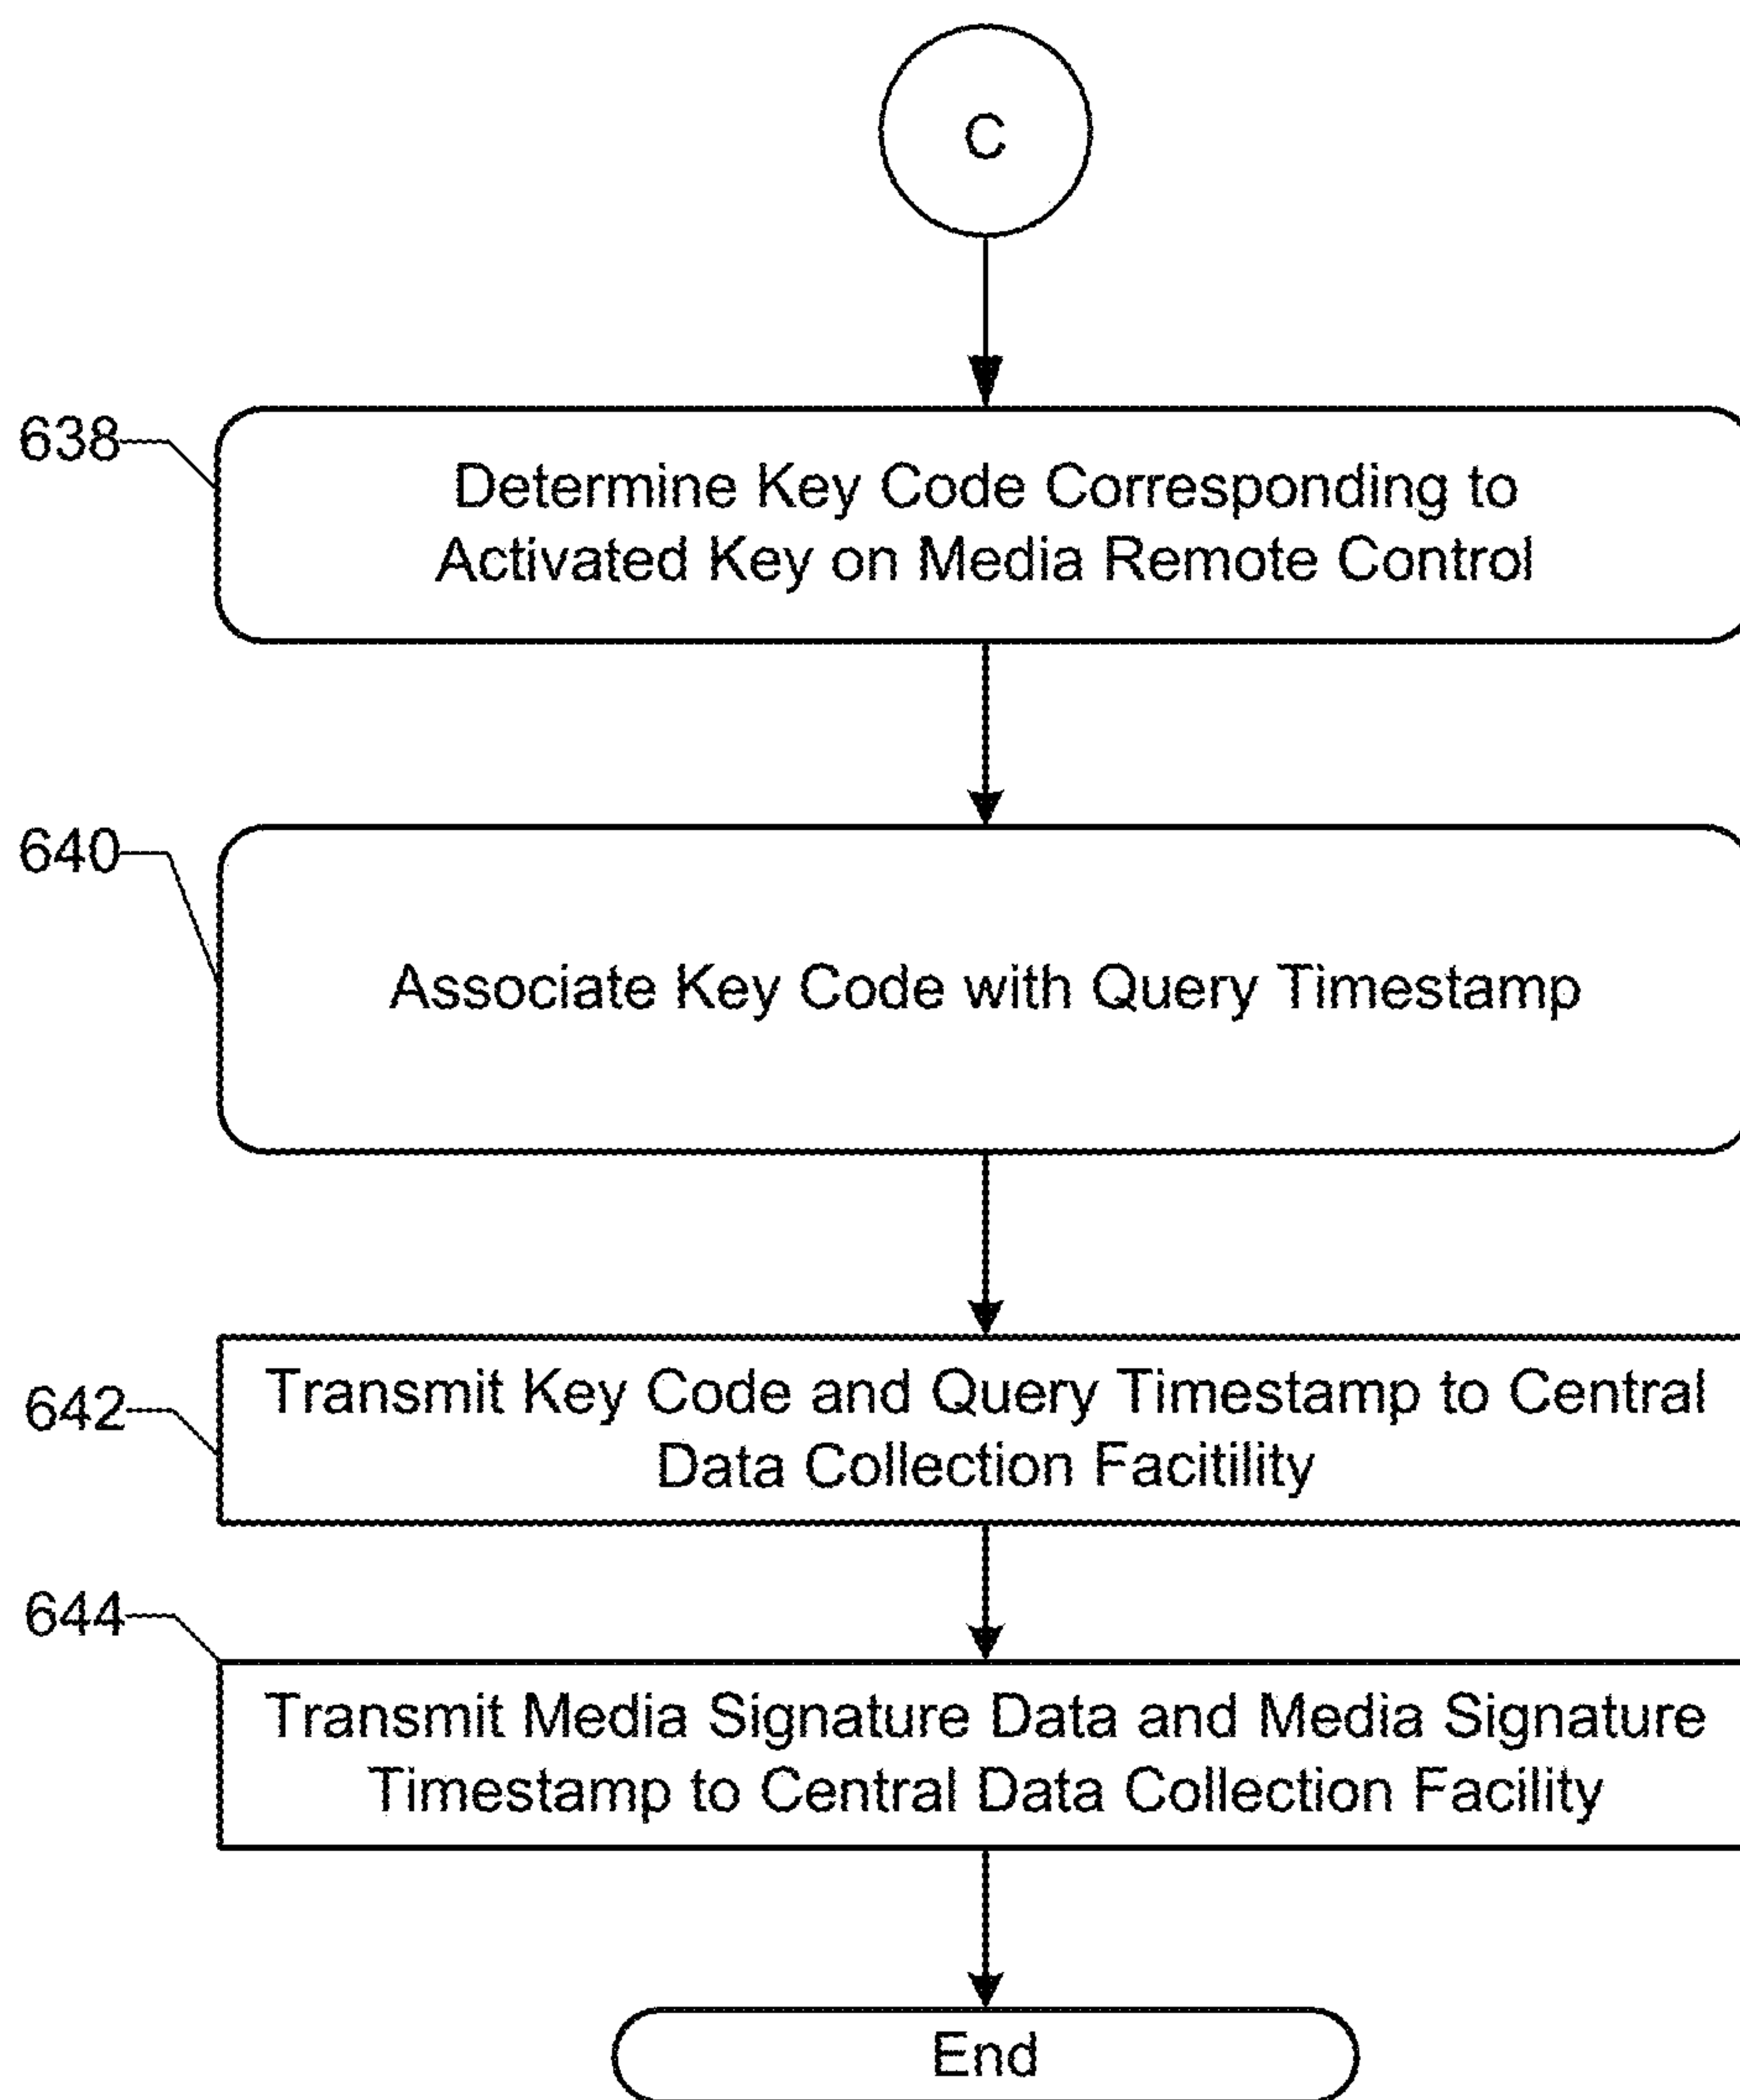 C
638
Determine Key Code Corresponding to
Activated Key on Media Remote Control
640
Associate Key Code with Query Timestamp
642
Transmit Key Code and Query Timestamp to Central
Data Collection Facitility
644
Transmit Media Signature Data and Media Signature
Timestamp to Central Data Collection Facility
End